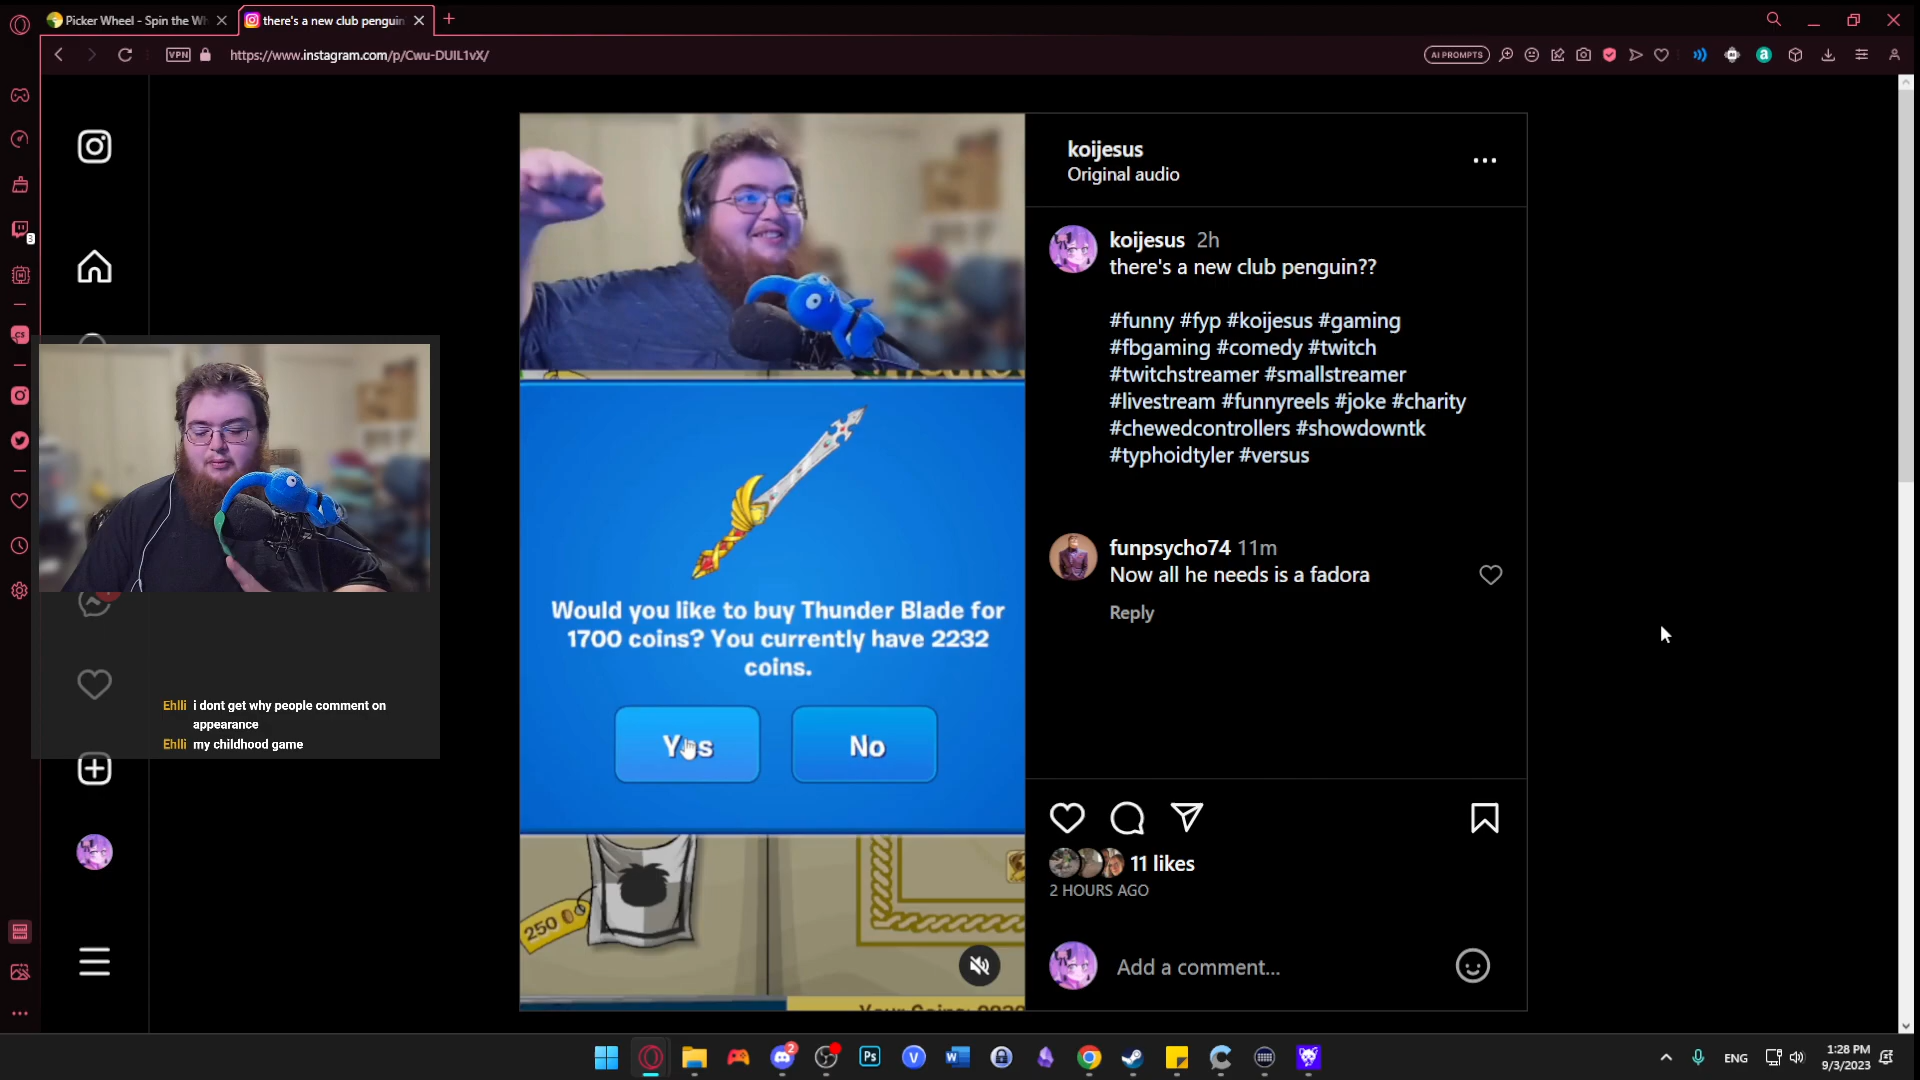 Picker Wheel - Spin the Wh
there's a new club penguin
VPN
https://www.instagram.com/p/Cwu-DUIL1vX/
AI PROMPTS
3
CS
koijesus
Original audio
koijesus 2h
there's a new club penguin??
#funny #fyp #koijesus #gaming
#fbgaming #comedy #twitch
#twitchstreamer #smallstreamer
#livestream #funnyreels #joke #charity
#chewedcontrollers #showdowntk
#typhoidtyler #versus
funpsycho74 11m
Now all he needs is a fadora
Reply
Would you like to buy Thunder Blade for
1700 coins? You currently have 2232
coins.
Yes
No
250
Ehlli i dont get why people comment on
appearance
Ehlli my childhood game
11 likes
2 HOURS AGO
Add a comment...
2
Ps
ENG
1:28 PM
9/3/2023